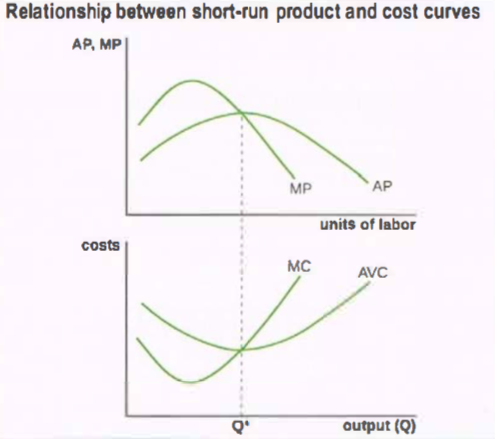 Relationship between short-run product and cost curves
AP, MP
MP
AP
units of labor
costs
MC
AVC
Q*
output (Q)